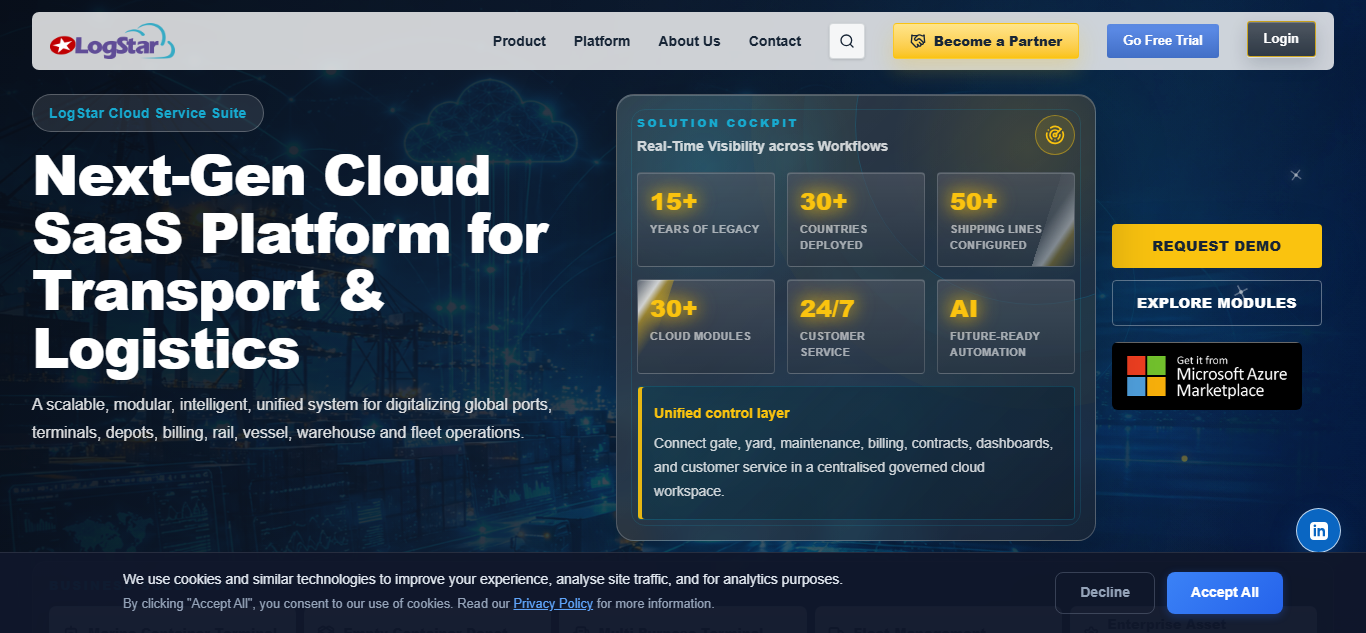 LogStar
Product
Platform
About Us
Contact
Become a Partner
Go Free Trial
Login
LogStar Cloud Service Suite
Next-Gen Cloud
SaaS Platform for
Transport &
Logistics
A scalable, modular, intelligent, unified system for digitalizing global ports,
terminals, depots, billing, rail, vessel, warehouse and fleet operations.
SOLUTION COCKPIT
Real-Time Visibility across Workflows
15+
YEARS OF LEGACY
30+
COUNTRIES
DEPLOYED
50+
SHIPPING LINES
CONFIGURED
30+
CLOUD MODULES
24/7
CUSTOMER
SERVICE
AI
FUTURE-READY
AUTOMATION
Unified control layer
Connect gate, yard, maintenance, billing, contracts, dashboards,
and customer service in a centralised governed cloud
workspace.
REQUEST DEMO
EXPLORE MODULES
Get it from
Microsoft Azure
Marketplace
in
We use cookies and similar technologies to improve your experience, analyse site traffic, and for analytics purposes.
By clicking "Accept All", you consent to our use of cookies. Read our Privacy Policy for more information.
Decline
Accept All
Enterprise Asset